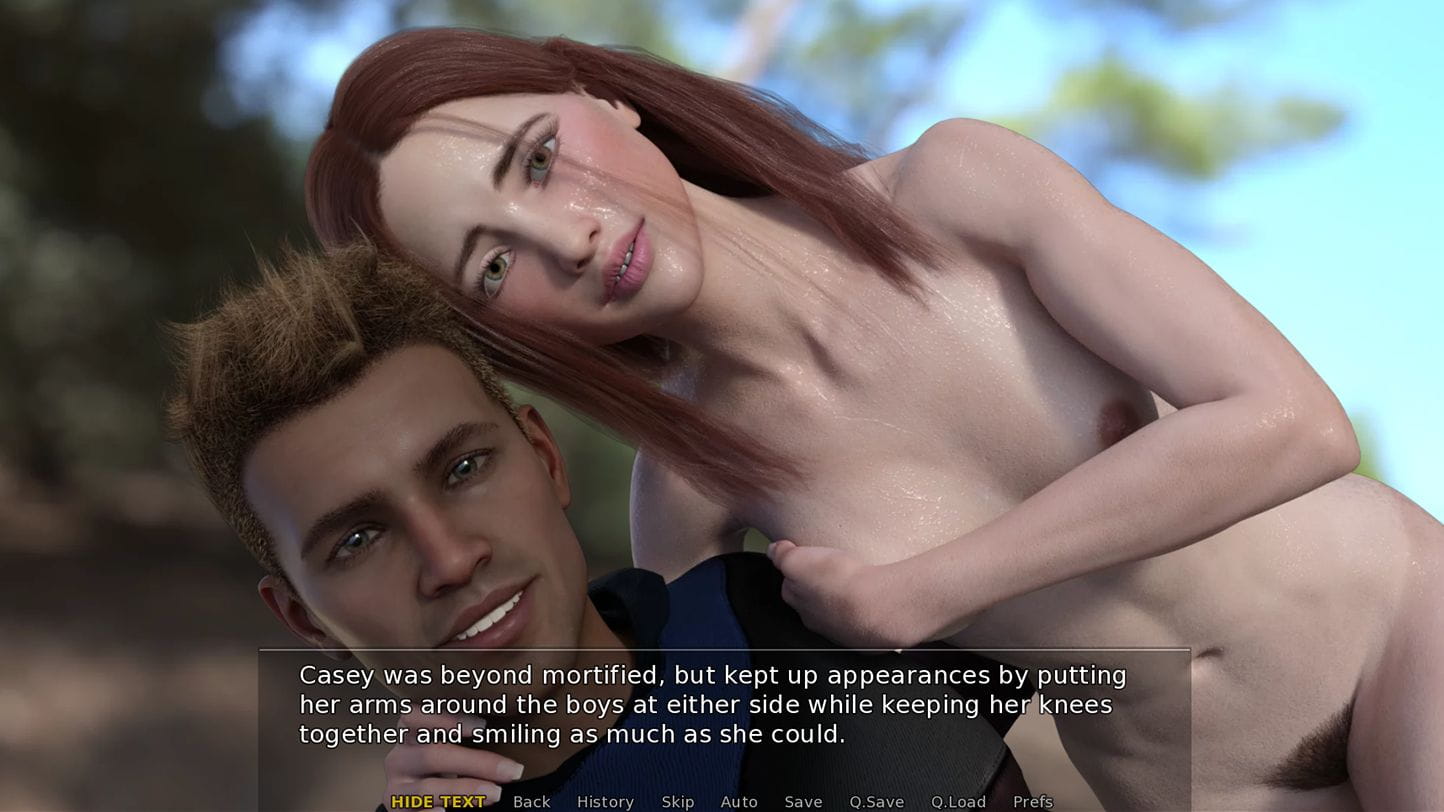 Casey was beyond mortified, but kept up appearances by putting
her arms around the boys at either side while keeping her knees
together and smiling as much as she could.
HIDE TEXT Back History Skip Auto Save Q.Save Q.Load Prefs